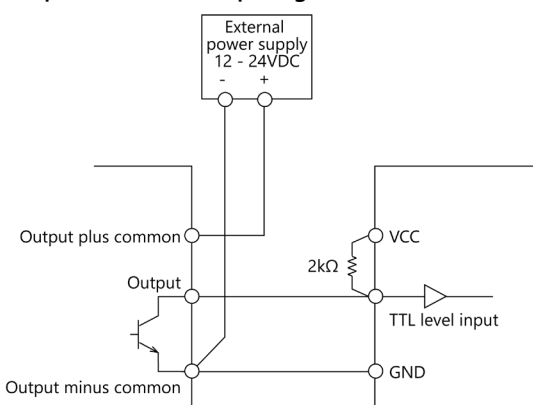 External
power supply
12 - 24VDC
- +
Output plus common
VCC
2kΩ
Output
TTL level input
Output minus common
GND